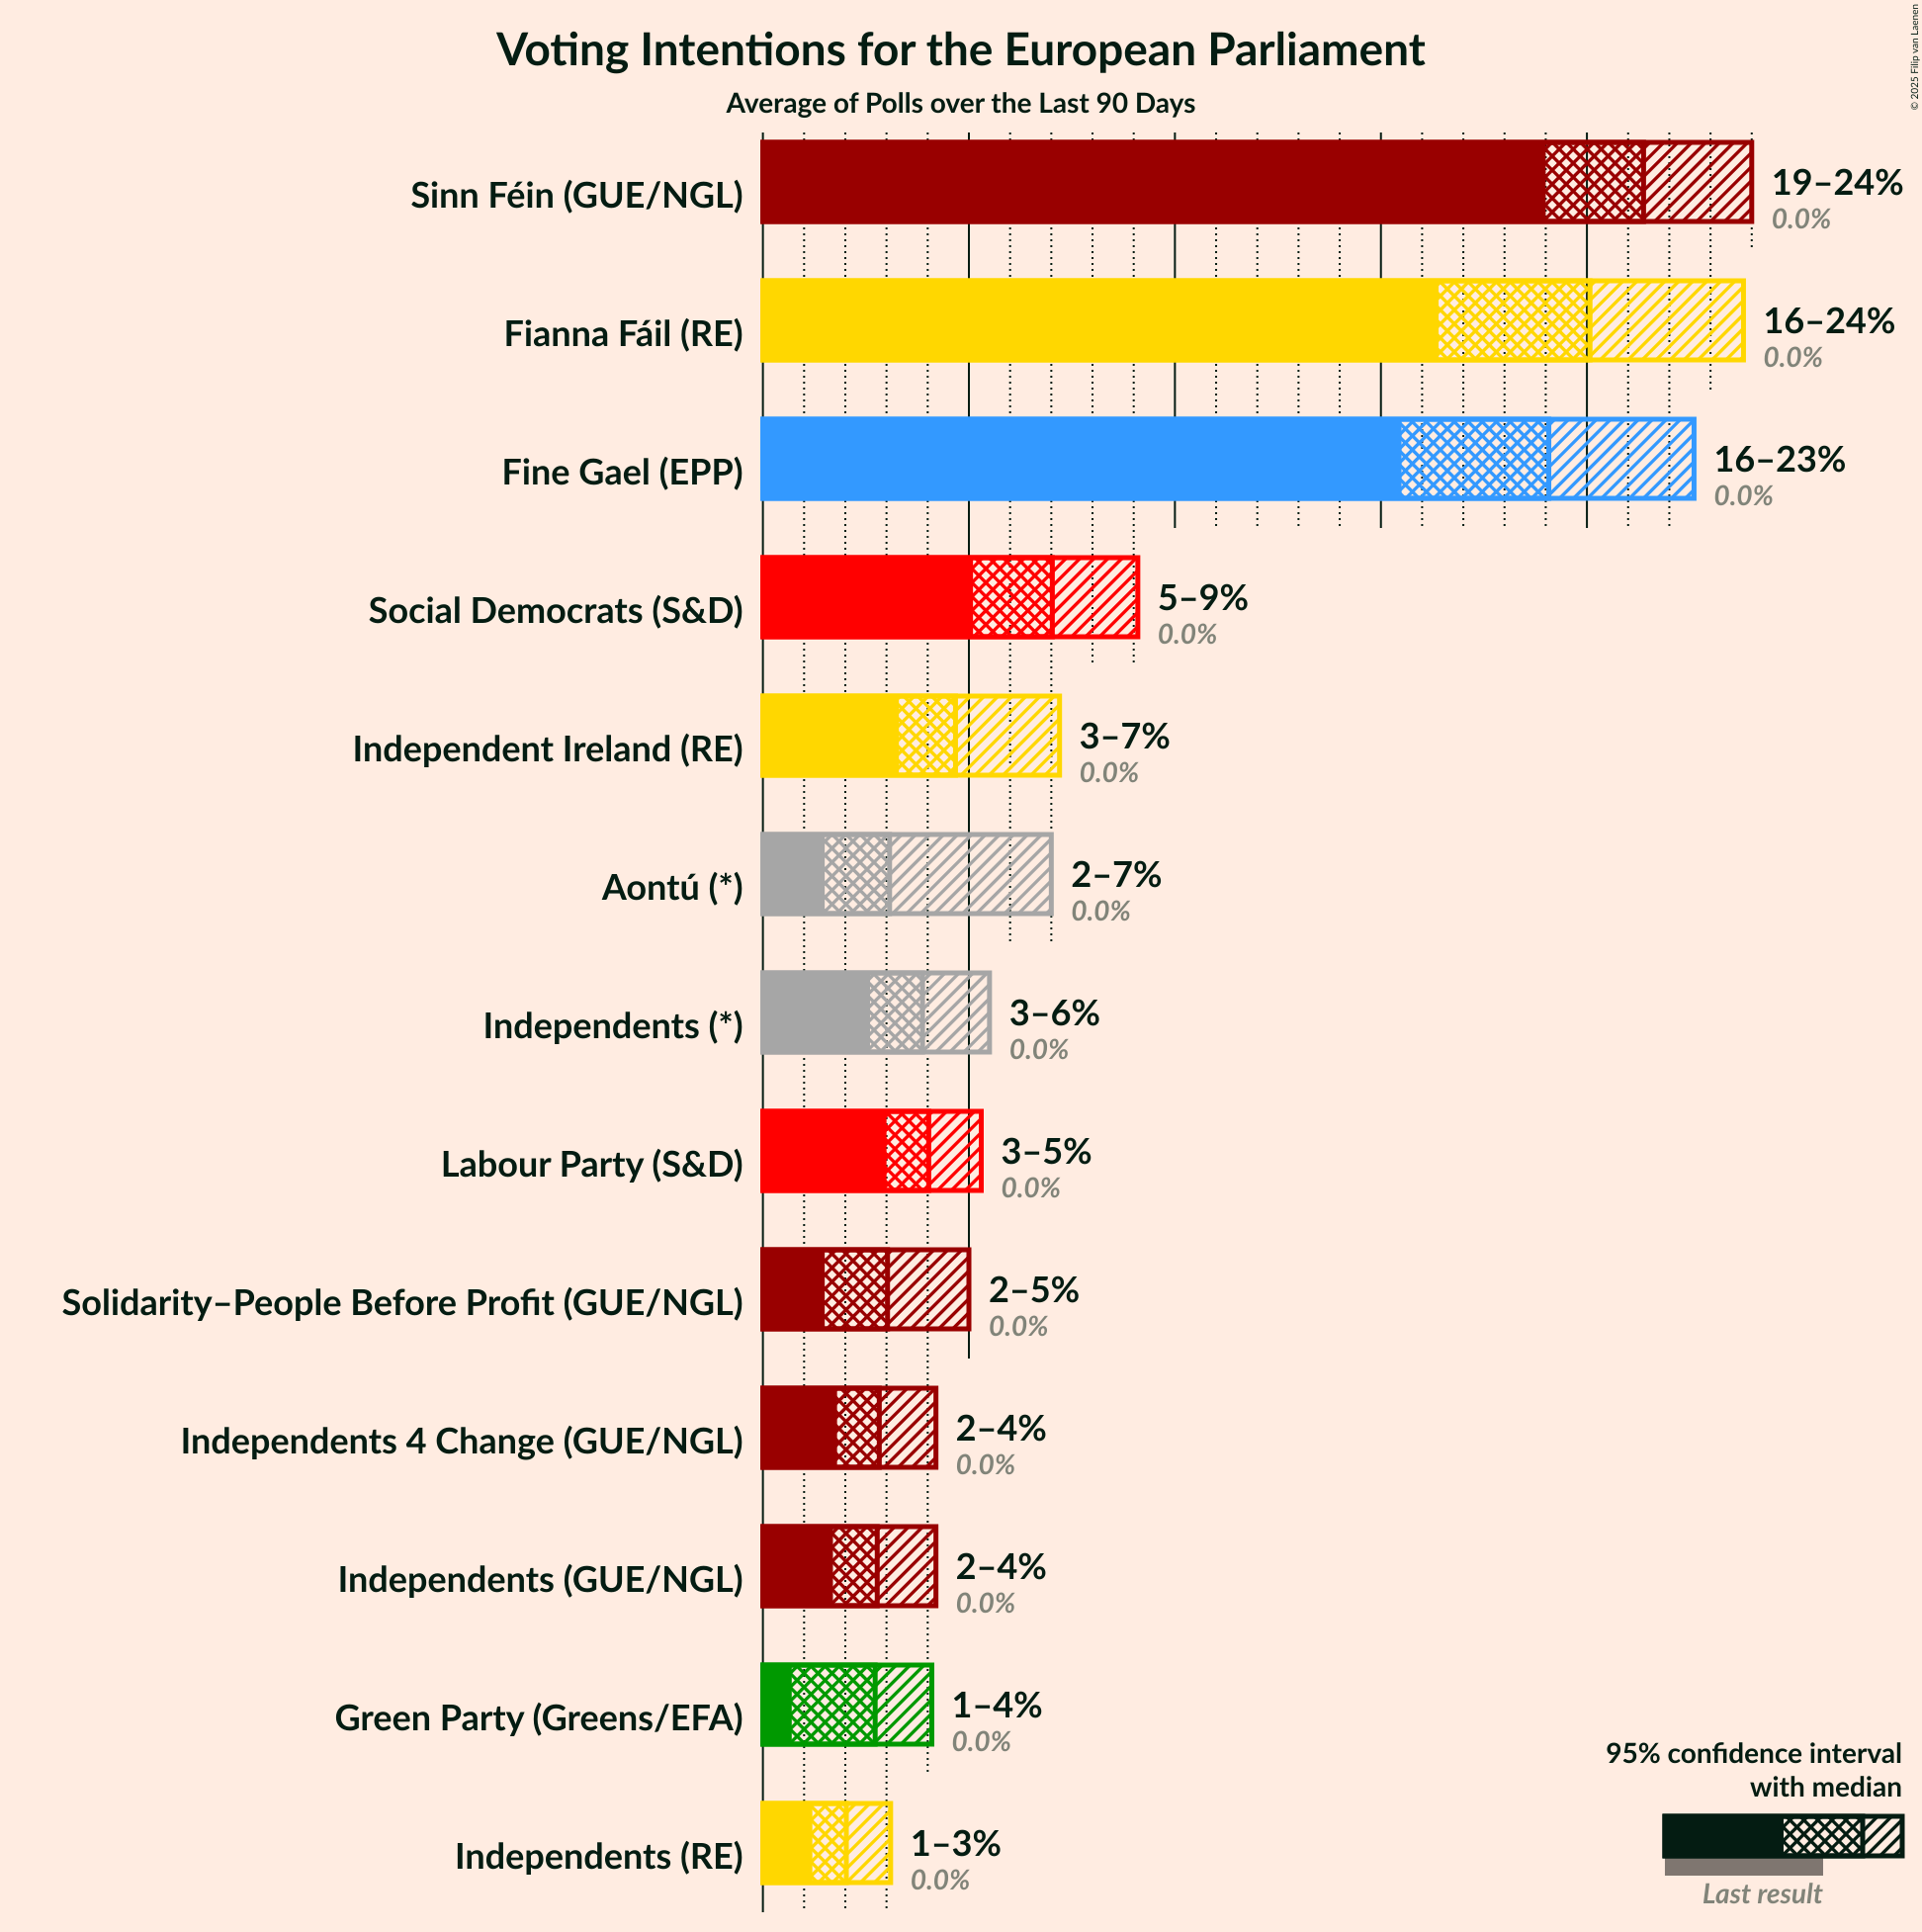 Voting Intentions for the European Parliament
Average of Polls over the Last 90 Days
© 2025 Filip van Laenen
Sinn Féin (GUE/NGL)
19–24%
0.0%
Fianna Fáil (RE)
16–24%
0.0%
Fine Gael (EPP)
16–23%
0.0%
Social Democrats (S&D)
5–9%
0.0%
Independent Ireland (RE)
3–7%
0.0%
Aontú (*)
2–7%
0.0%
Independents (*)
3–6%
0.0%
Labour Party (S&D)
3–5%
0.0%
Solidarity–People Before Profit (GUE/NGL)
2–5%
0.0%
Independents 4 Change (GUE/NGL)
2–4%
0.0%
Independents (GUE/NGL)
2–4%
0.0%
Green Party (Greens/EFA)
1–4%
0.0%
Independents (RE)
1–3%
0.0%
95% confidence interval
with median
Last result